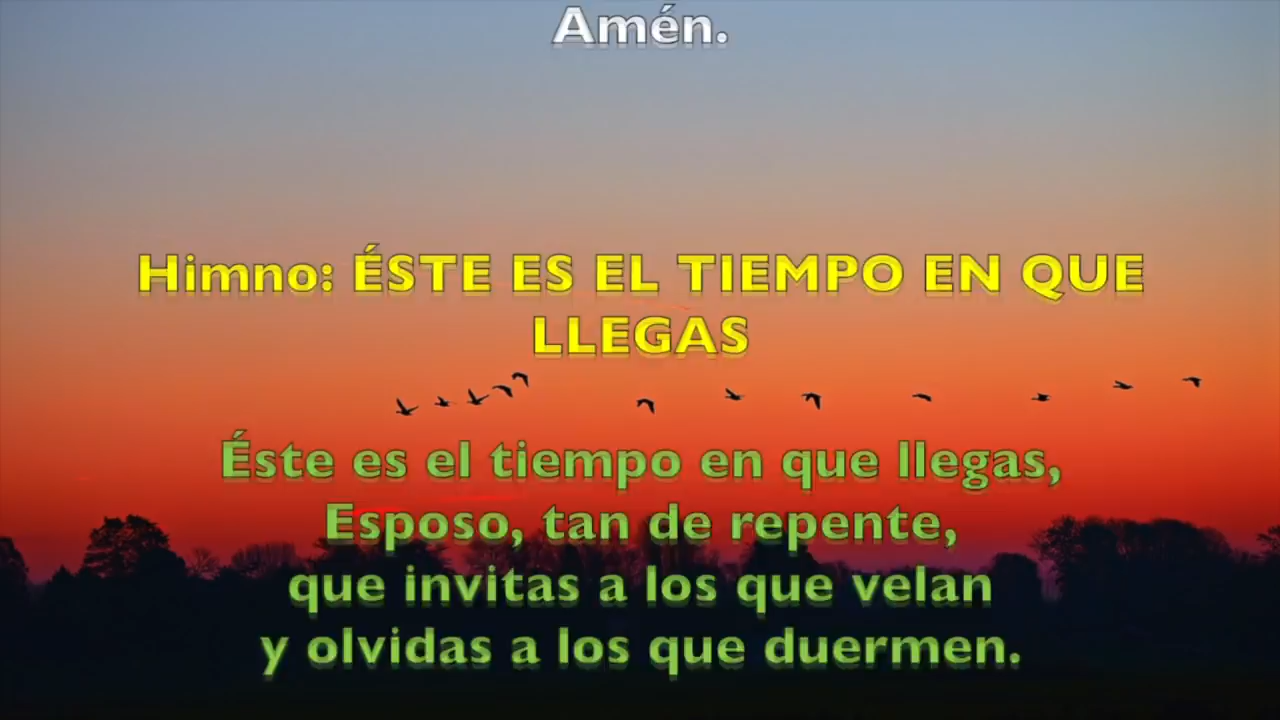 Amén.
Himno: ÉSTE ES EL TIEMPO EN QUE
LLEGAS
Éste es el tiempo en que llegas,
Esposo, tan de repente,
que invitas a los que velan
y olvidas a los que duermen.